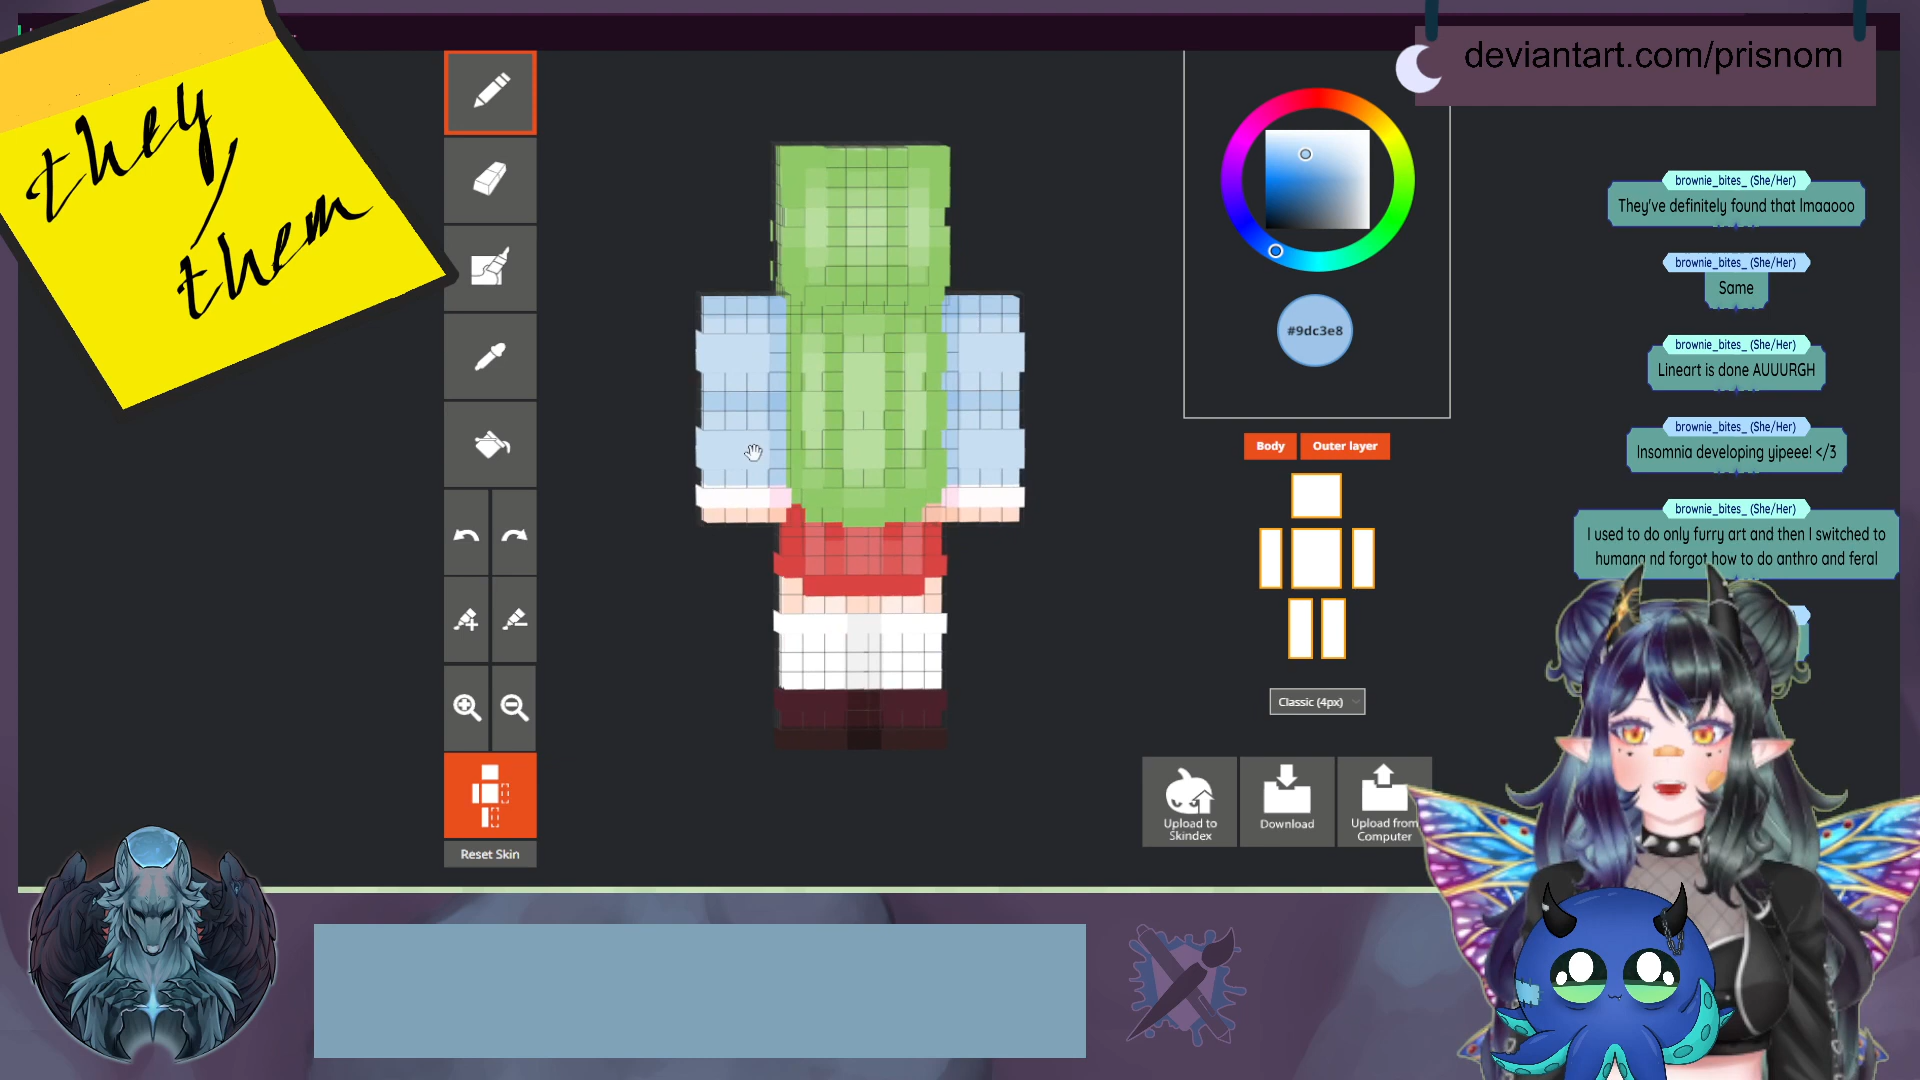 they
/
them
deviantart.com/prisnom
#9dc3e8
Body
Outer layer
Classic (4px)
Upload to
Skindex
Download
Upload from
Computer
Reset Skin
brownie_bites_ (She/Her)
They've definitely found that lmaaooo
brownie_bites_ (She/Her)
Same
brownie_bites_ (She/Her)
Lineart is done AUUURGH
brownie_bites_ (She/Her)
Insomnia developing yipeee! </3
brownie_bites_ (She/Her)
I used to do only furry art and then I switched to
humana nd forgot how to do anthro and feral